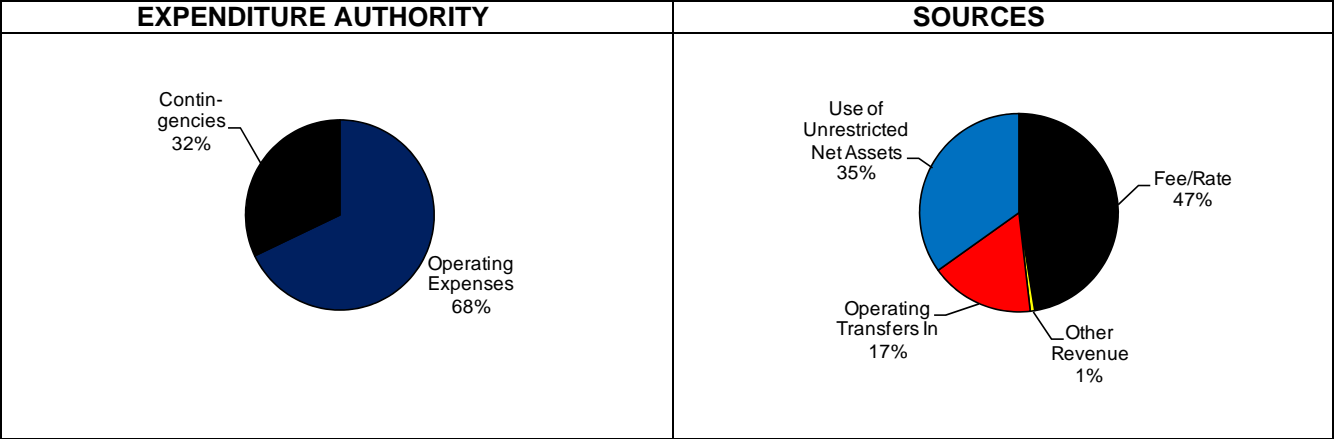 EXPENDITURE AUTHORITY
Contin-
gencies
32%
Operating
Expenses
68%
SOURCES
Use of
Unrestricted
Net Assets
35%
Fee/Rate
47%
Operating
Transfers In
17%
Other
Revenue
1%